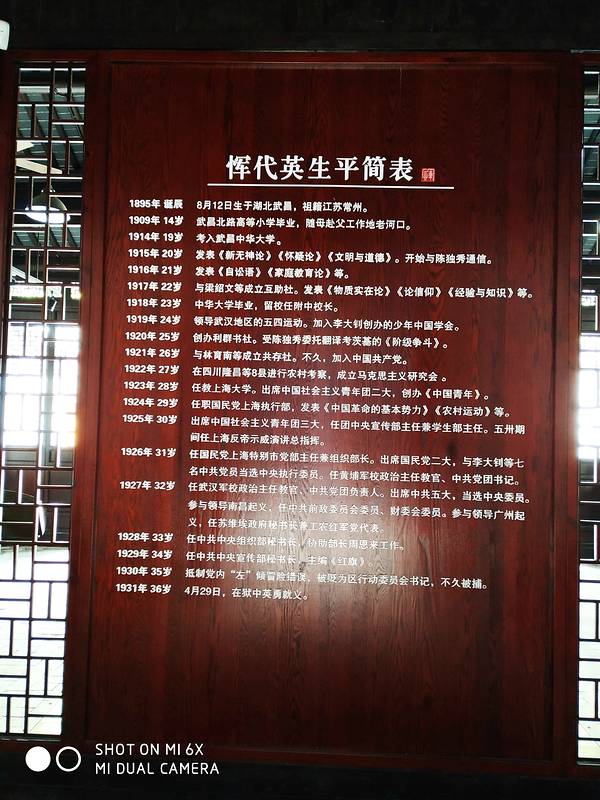 恽代英生平简表
1895年 诞辰 8月12日生于湖北武昌，祖籍江苏常州。
1909年 14岁 武昌北路高等小学毕业，随母赴父工作地老河口。
1914年 19岁 考入武昌中华大学。
1915年 20岁 发表《新无神论》《怀疑论》《文明与道德》。开始与陈独秀通信。
1916年 21岁 发表《自讼语》《家庭教育论》等。
1917年 22岁 与梁绍文等成立互助社。发表《物质实在论》《论信仰》《经验与知识》等。
1918年 23岁 中华大学毕业，留校任附中校长。
1919年 24岁 领导武汉地区的五四运动。加入李大钊创办的少年中国学会。
1920年 25岁 创办利群书社。受陈独秀委托翻译考茨基的《阶级争斗》。
1921年 26岁 与林育南等成立共存社。不久，加入中国共产党。
1922年 27岁 在四川隆昌等8县进行农村考察，成立马克思主义研究会 。
1923年 28岁 任教上海大学。出席中国社会主义青年团二大，创办《中国青年》。
1924年 29岁 任职国民党上海执行部，发表《中国革命的基本势力》《农村运动》等。
1925年 30岁 出席中国社会主义青年团三大，任团中央宣传部主任兼学生部主任。五卅期
间任上海反帝示威演讲总指挥。
1926年 31岁 任国民党上海特别市党部主任兼组织部长。出席国民党二大，与李大钊等七
名中共党员当选中央执行委员。任黄埔军校政治主任教官、中共党团书记。
1927年 32岁 任武汉军校政治主任教官、中共党团负责人。出席中共五大，当选中央委员。
参与领导南昌起义，任中共前敌委员会委员、财委会委员。参与领导广州起
义，任苏维埃政府秘书长兼工农红军党代表。
1928年 33岁 任中共中央组织部秘书长，协助部长周恩来工作。
1929年 34岁 任中共中央宣传部秘书长，主编《红旗》
1930年 35岁 抵制党内“左”倾冒险错误，被贬为区行动委员会书记，不久被捕。
1931年 36岁 4月29日，在狱中英勇就义。
SHOT ON MI 6X
MI DUAL CAMERA